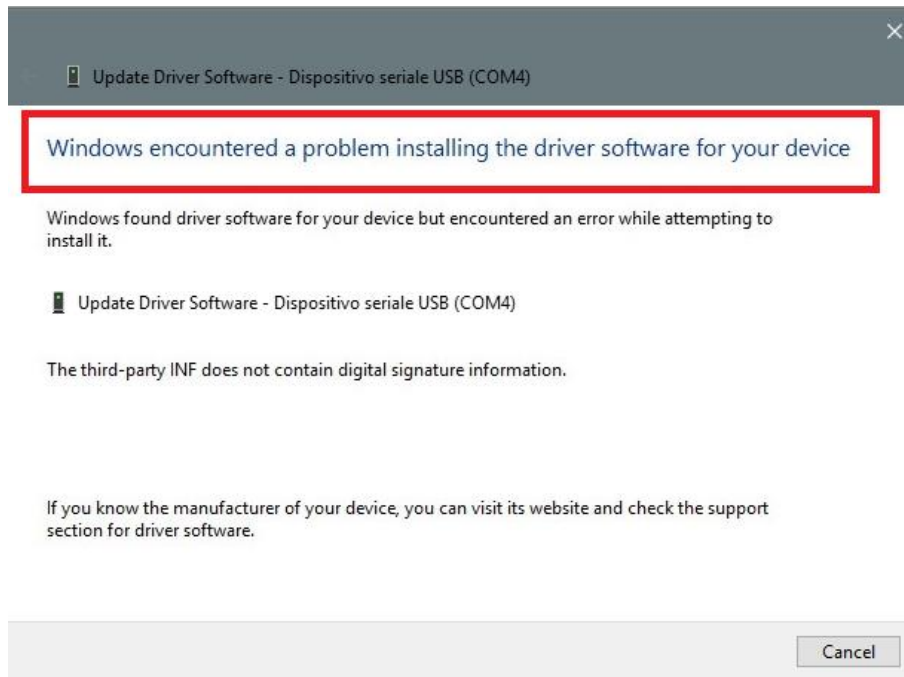 Update Driver Software - Dispositivo seriale USB (COM4)
Windows encountered a problem installing the driver software for your device
Windows found driver software for your device but encountered an error while attempting to
install it.
Update Driver Software - Dispositivo seriale USB (COM4)
The third-party INF does not contain digital signature information.
If you know the manufacturer of your device, you can visit its website and check the support
section for driver software.
Cancel